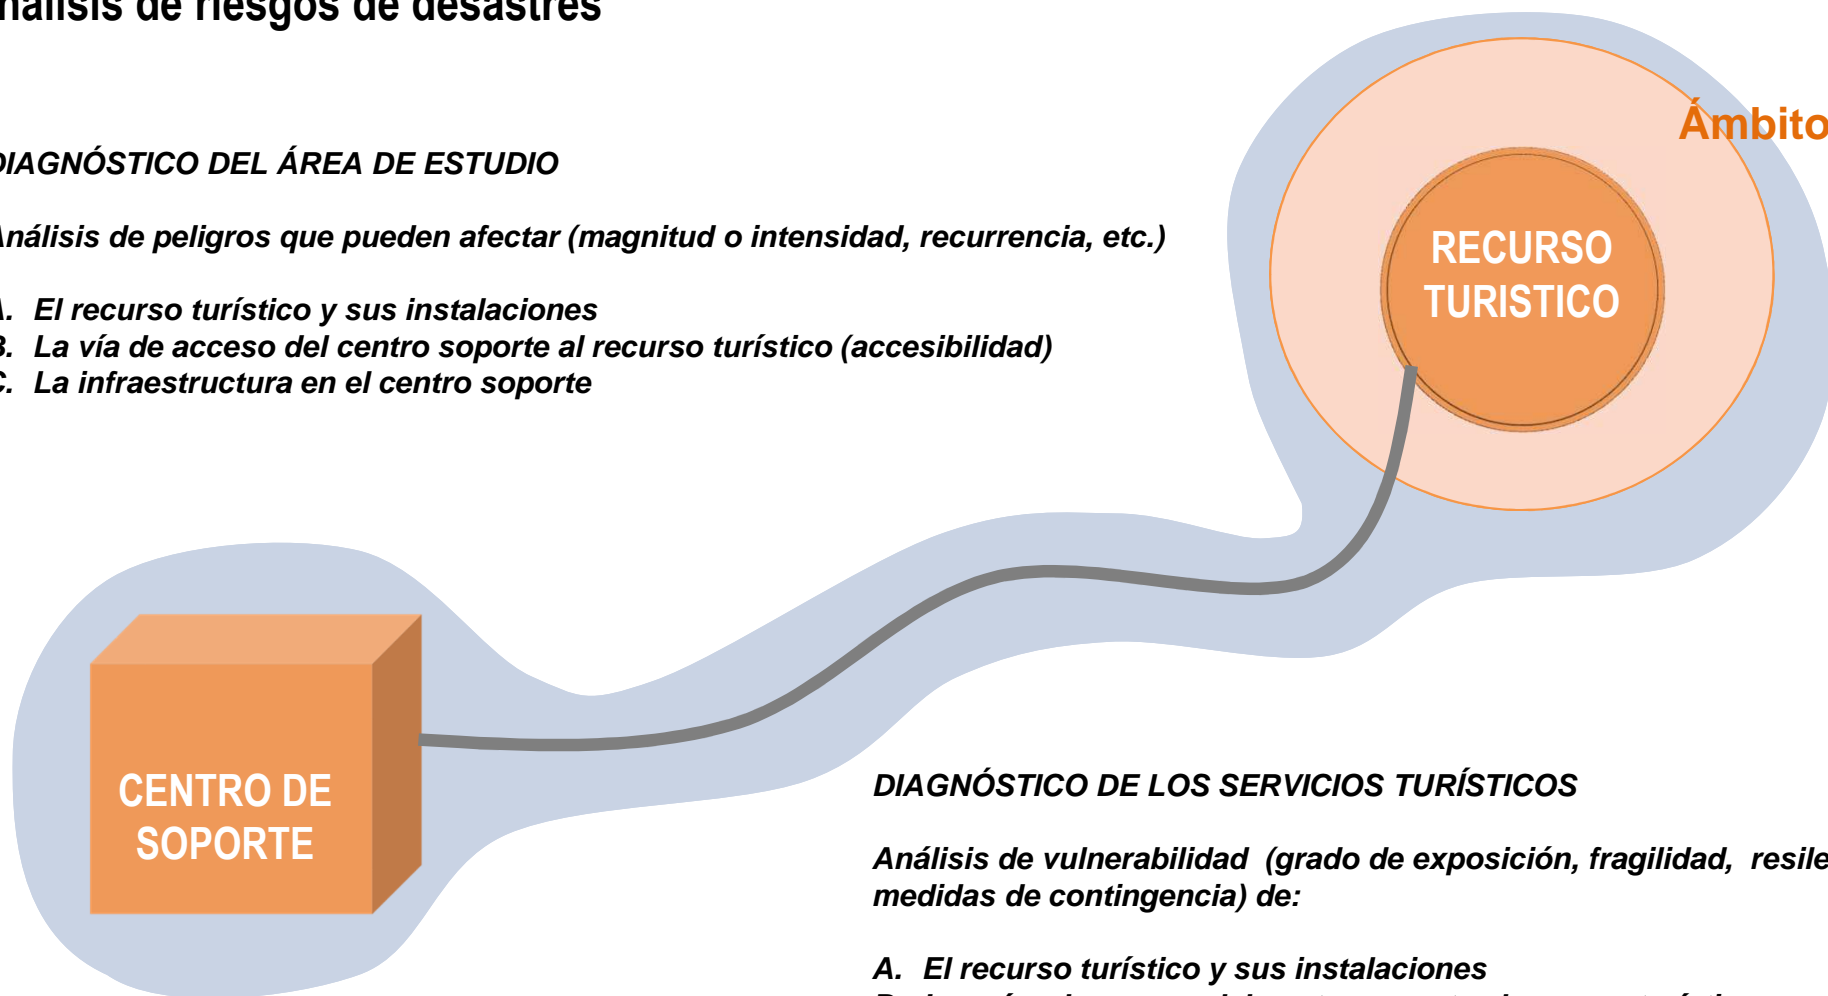 nálisis de riesgos de desastres
Ámbito
DIAGNÓSTICO DEL ÁREA DE ESTUDIO
Análisis de peligros que pueden afectar (magnitud o intensidad, recurrencia, etc.)
A. El recurso turístico y sus instalaciones
B. La vía de acceso del centro soporte al recurso turístico (accesibilidad)
C. La infraestructura en el centro soporte
RECURSO
TURISTICO
CENTRO DE
SOPORTE
DIAGNÓSTICO DE LOS SERVICIOS TURÍSTICOS
Análisis de vulnerabilidad (grado de exposición, fragilidad, resile
medidas de contingencia) de:
A. El recurso turístico y sus instalaciones